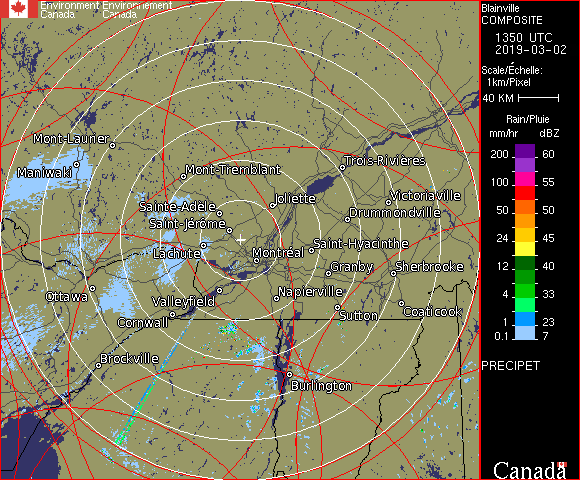 Environment Environnement
Canada Canada
Blainville
COMPOSITE
1350 UTC
2019-03-02
Scale/Échelle:
1km/Pixel
40 KM
Rain/Pluie
mm/hr dBZ
200 60
100 55
50
50 45
24
12 40
4 33
1 23
0.1 7
PRECIPET
Mont-Laurier
Maniwaki
Mont-Tremblant
Trois-Rivières
Sainte-Adele
Joliette
Victoriaville
Drummondville
Saint-Jérôme
Lachute
Montréal
Saint-Hyacinthe
Granby
Sherbrooke
Ottawa
Valleyfield
Napierville
Cornwall
Sutton
Coaticook
Brockville
Burlington
Canada